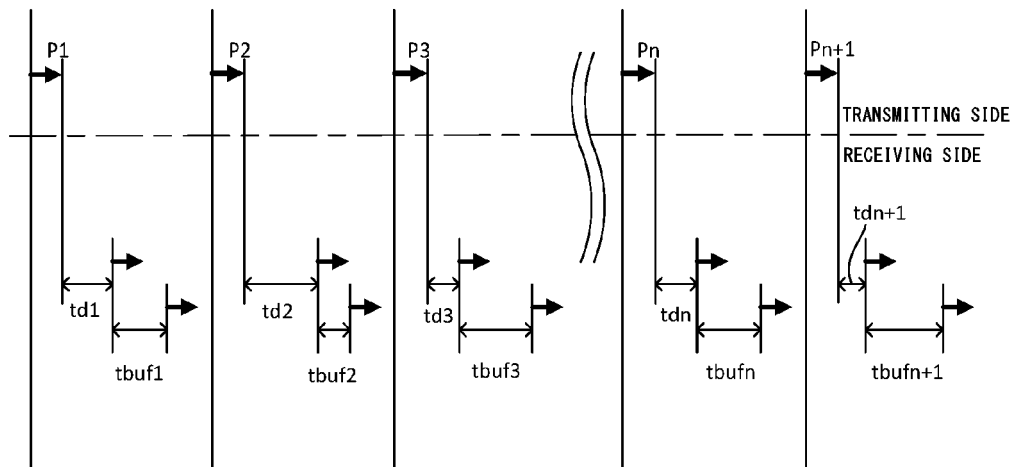 P1
P2
P3
Pn
Pn+1
TRANSMITTING SIDE
RECEIVING SIDE
tdn+1
td1
td2
td3
tdn
tbuf1
tbuf2
tbuf3
tbufn
tbufn+1